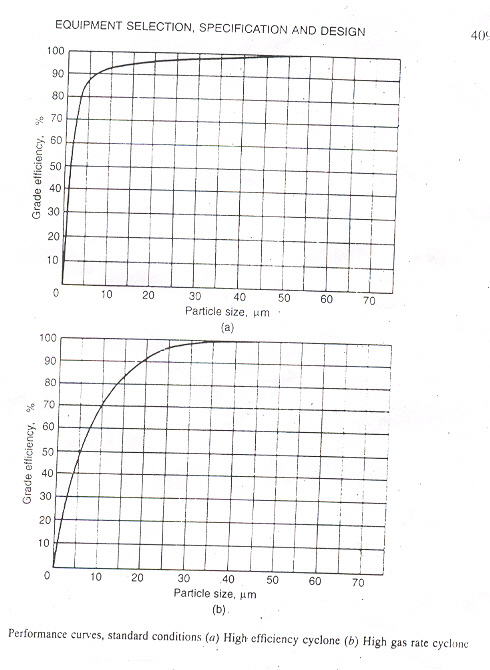 EQUIPMENT SELECTION, SPECIFICATION AND DESIGN
100
90
80
70
60
50
40
30
20
10
0
Grade efficiency, %
10 20 30 40 50 60 70
Particle size, µm
(a)
100
90
80
70
60
50
40
30
20
10
0
Grade efficiency, %
10 20 30 40 50 60 70
Particle size, µm
(b)
Performance curves, standard conditions (a) High efficiency cyclone (b) High gas rate cyclone